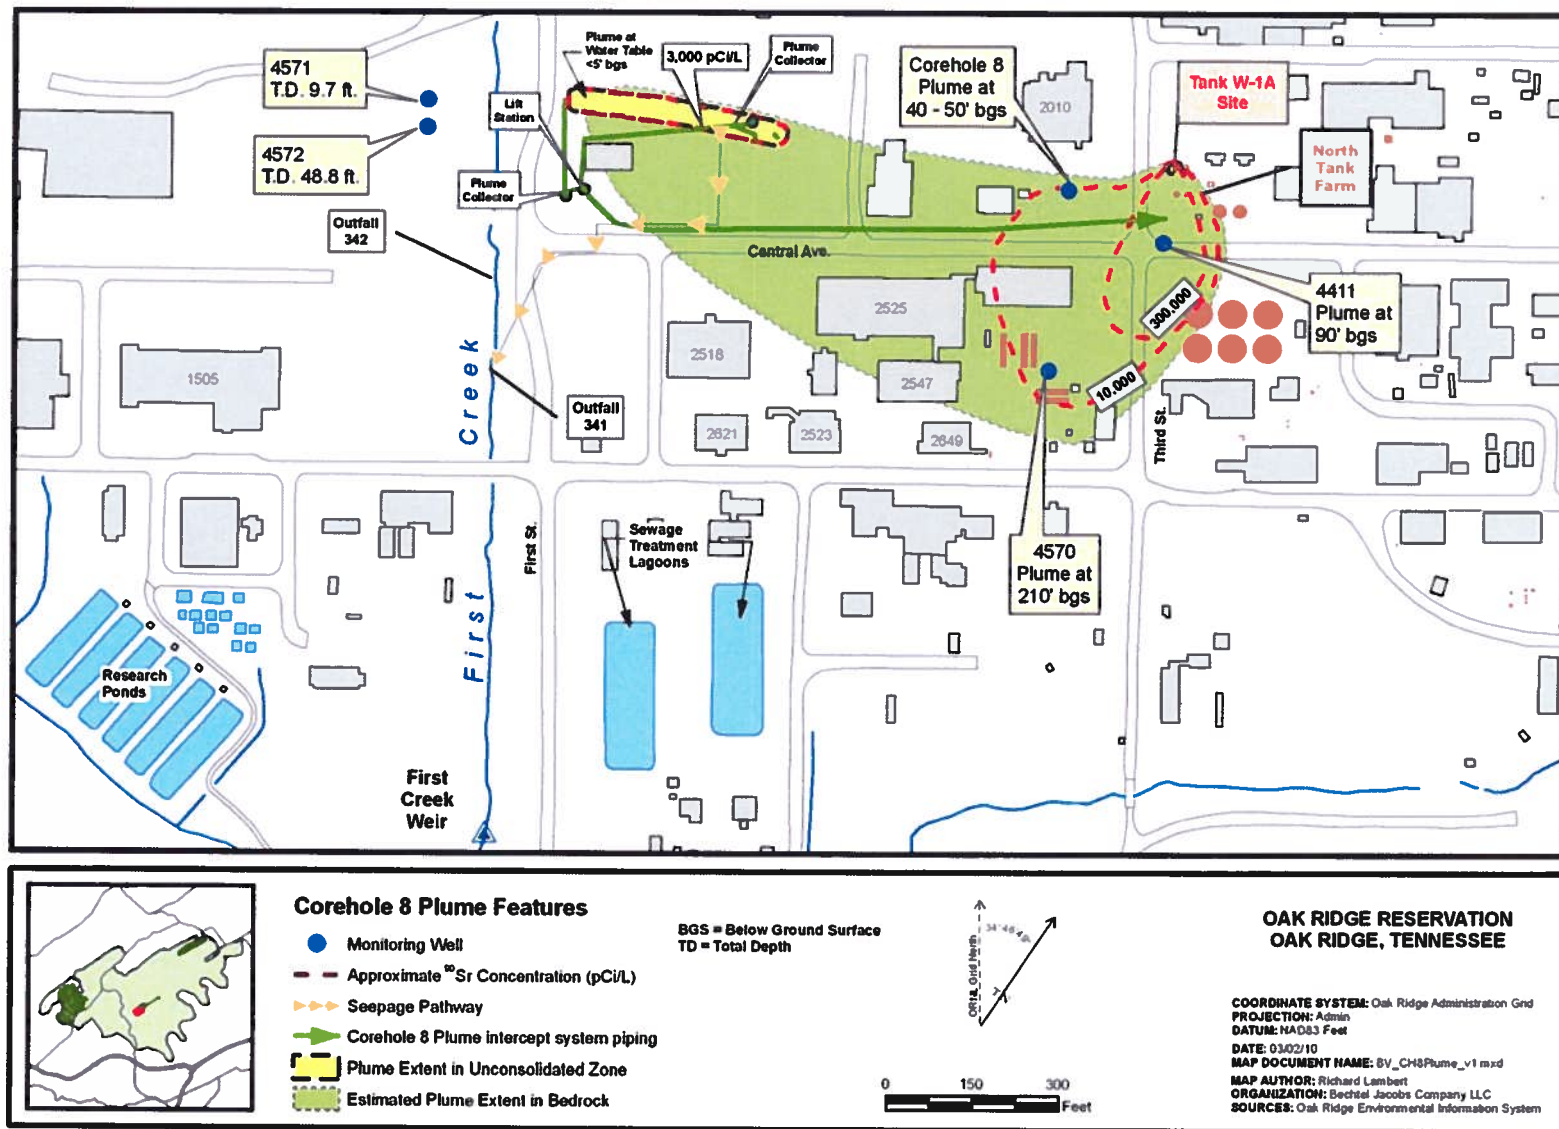 4571
T.D. 9.7 ft.
4572
T.D. 48.8 ft.
Plume at
Water Table
<5' bgs
3,000 pCi/L
Plume
Collector
Lift
Station
Plume
Collector
Outfall
342
Corehole 8
Plume at
40 - 50' bgs
2010
Tank W-1A
Site
North
Tank
Farm
Central Ave.
4411
Plume at
90' bgs
300,000
10,000
2525
2518
2547
1505
Outfall
341
2621
2523
2649
Third St.
First Creek
First St.
Sewage
Treatment
Lagoons
4570
Plume at
210' bgs
Research
Ponds
First
Creek
Weir
Corehole 8 Plume Features
Monitoring Well
Approximate 90Sr Concentration (pCi/L)
Seepage Pathway
Corehole 8 Plume intercept system piping
Plume Extent in Unconsolidated Zone
Estimated Plume Extent in Bedrock
BGS = Below Ground Surface
TD = Total Depth
Grid North
0 150 300
Feet
OAK RIDGE RESERVATION
OAK RIDGE, TENNESSEE
COORDINATE SYSTEM: Oak Ridge Administration Grid
PROJECTION: Admin
DATUM: NAD83 Feet
DATE: 03/02/10
MAP DOCUMENT NAME: BV_CH8Plume_v1.mxd
MAP AUTHOR: Richard Lambert
ORGANIZATION: Bechtel Jacobs Company LLC
SOURCES: Oak Ridge Environmental Information System